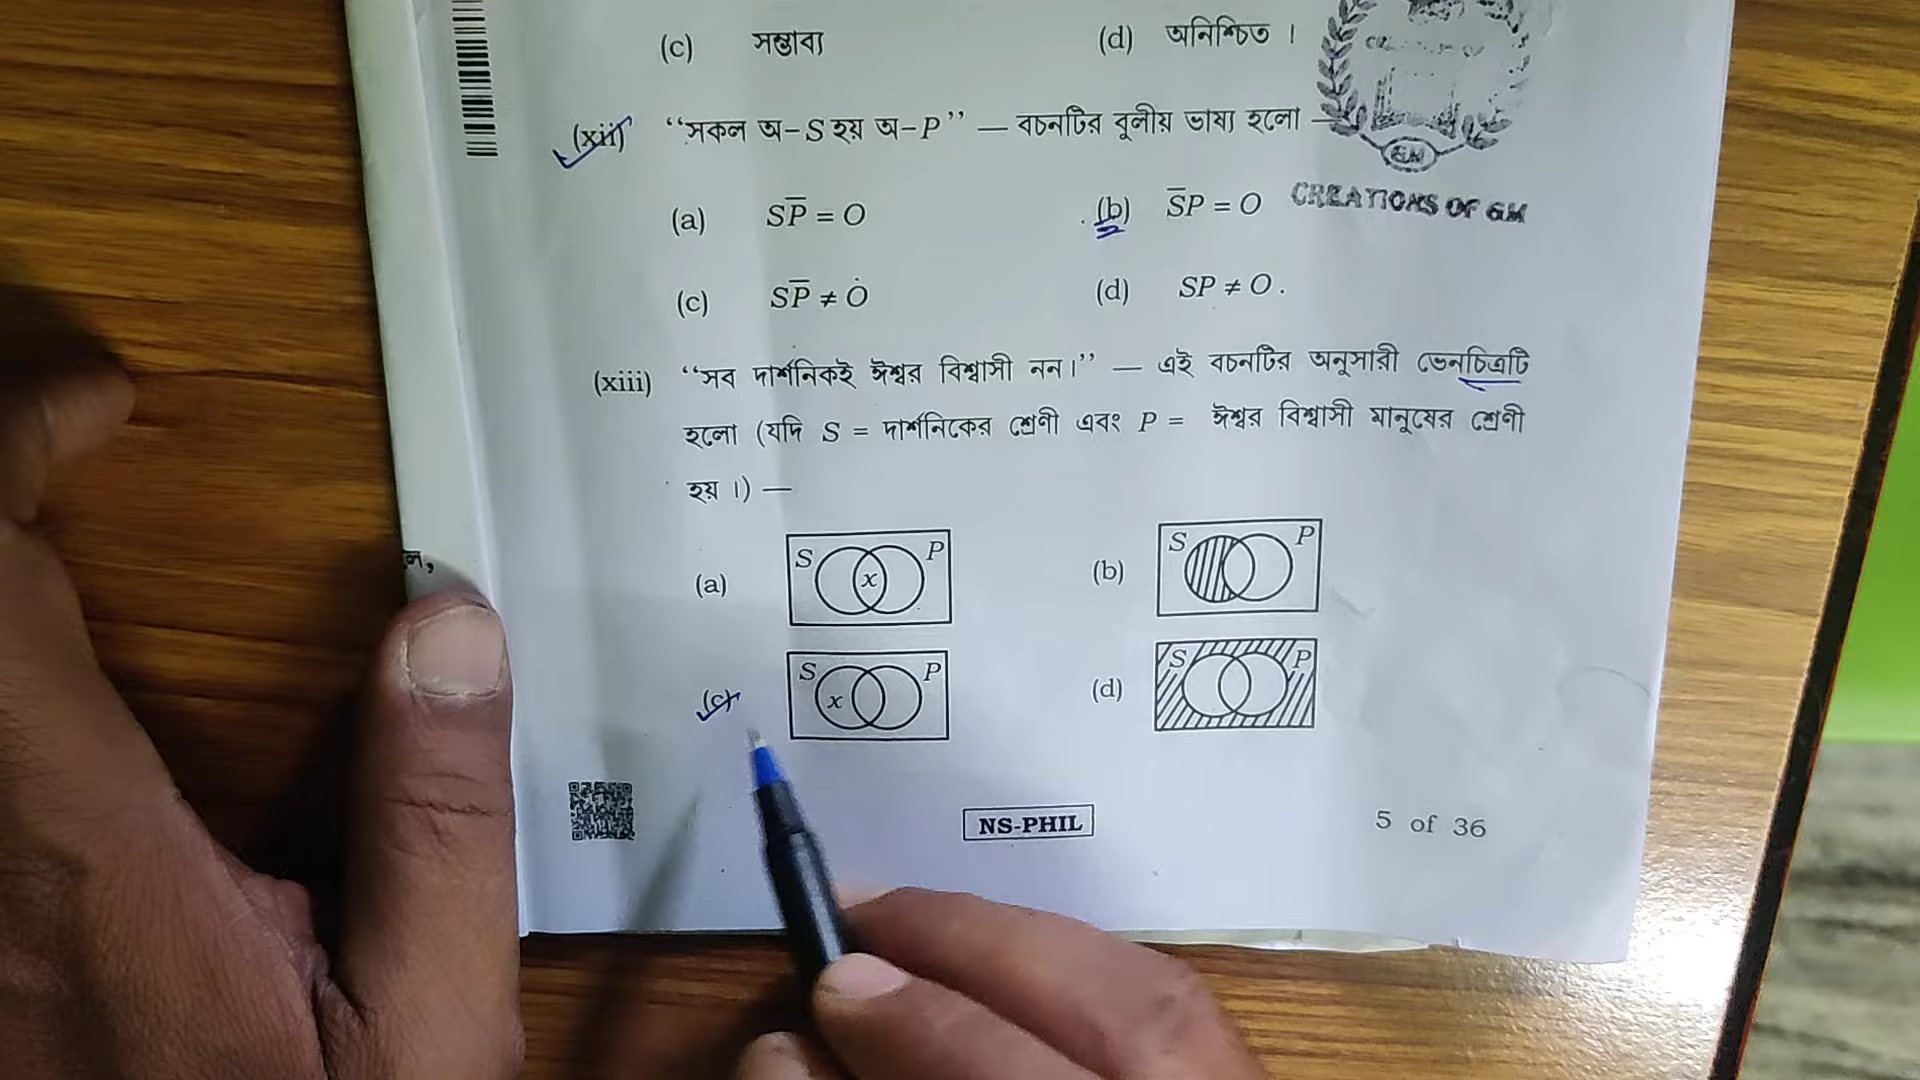 (c) সম্ভাব্য (d) অনিশ্চিত ।
(xii) “সকল অ-S হয় অ-P” — বচনটির বুলীয় ভাষ্য হলো —
(a) SP̅ = O (b) S̅P = O
CREATIONS OF GM
GM
(c) SP̅ ≠ O (d) SP ≠ O .
(xiii) “সব দার্শনিকই ঈশ্বর বিশ্বাসী নন।” — এই বচনটির অনুসারী ভেনচিত্রটি
হলো (যদি S = দার্শনিকের শ্রেণী এবং P = ঈশ্বর বিশ্বাসী মানুষের শ্রেণী
হয় ।) —
(a) S x P (b) S P
(c) S x P (d) S P
NS-PHIL 5 of 36